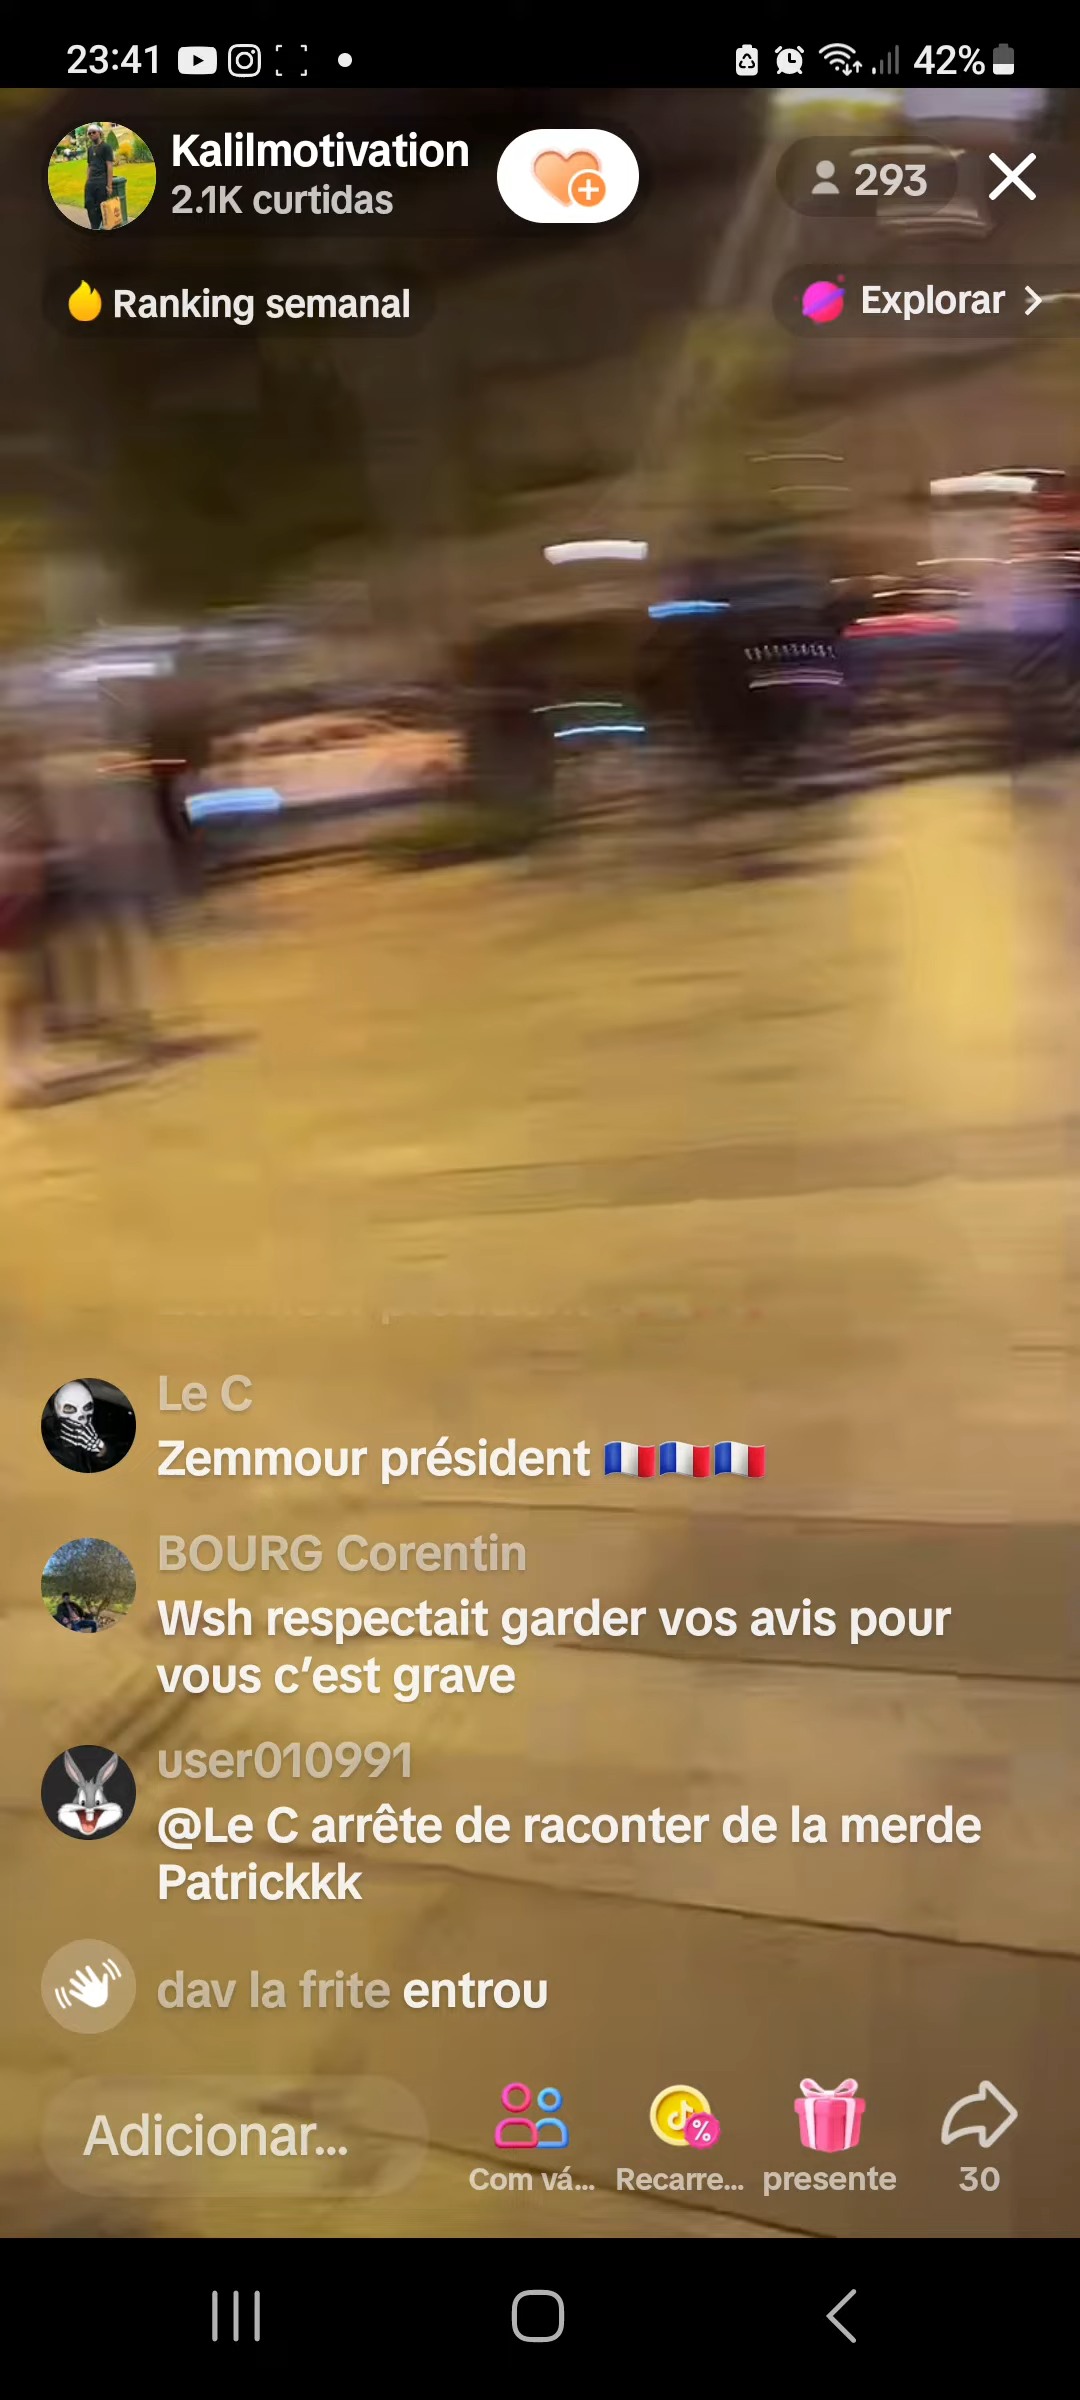 23:41
42%
Kalilmotivation
2.1K curtidas
293
Ranking semanal
Explorar
Le C
Zemmour président 🇫🇷🇫🇷🇫🇷
BOURG Corentin
Wsh respectait garder vos avis pour
vous c’est grave
user010991
@Le C arrête de raconter de la merde
Patrickkk
dav la frite entrou
Adicionar...
Com vá...
Recarre...
presente
30